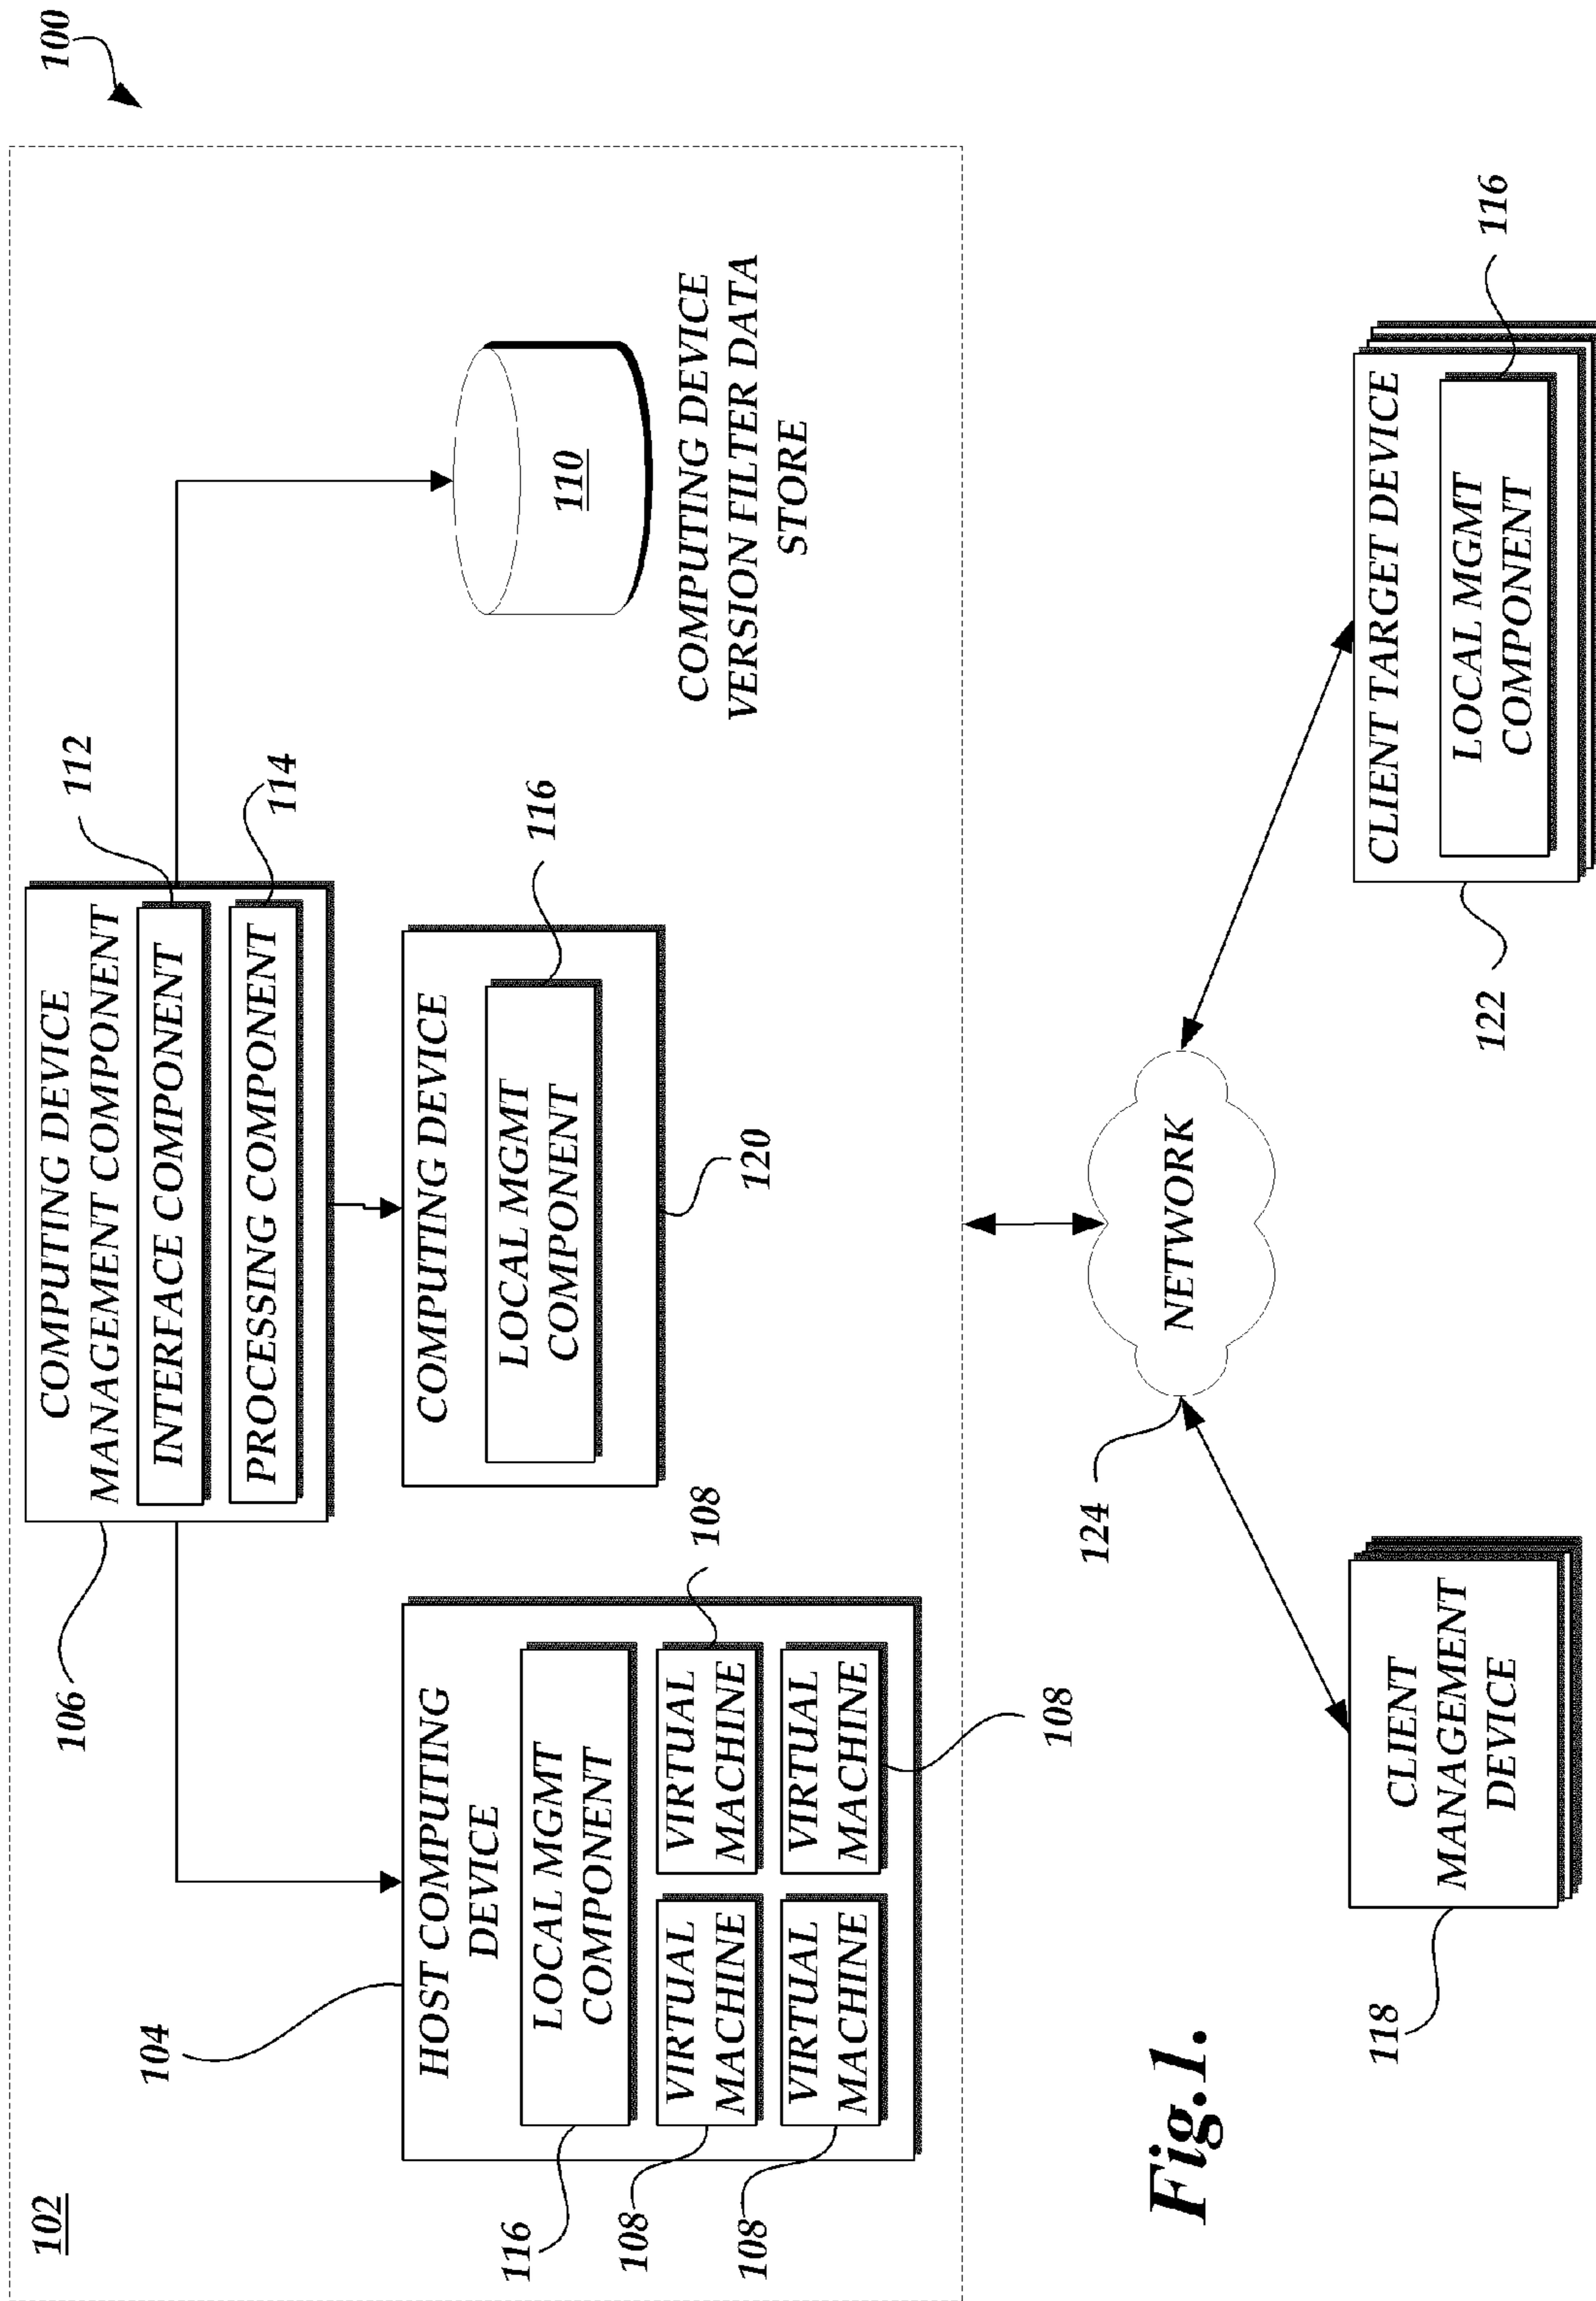 100
102
COMPUTING DEVICE
MANAGEMENT COMPONENT
INTERFACE COMPONENT
PROCESSING COMPONENT
106
112
114
104
HOST COMPUTING
DEVICE
LOCAL MGMT
COMPONENT
VIRTUAL
MACHINE
VIRTUAL
MACHINE
VIRTUAL
MACHINE
VIRTUAL
MACHINE
116
108
108
108
108
COMPUTING DEVICE
LOCAL MGMT
COMPONENT
116
120
110
COMPUTING DEVICE
VERSION FILTER DATA
STORE
NETWORK
124
CLIENT
MANAGEMENT
DEVICE
118
CLIENT TARGET DEVICE
LOCAL MGMT
COMPONENT
116
122
Fig.1.